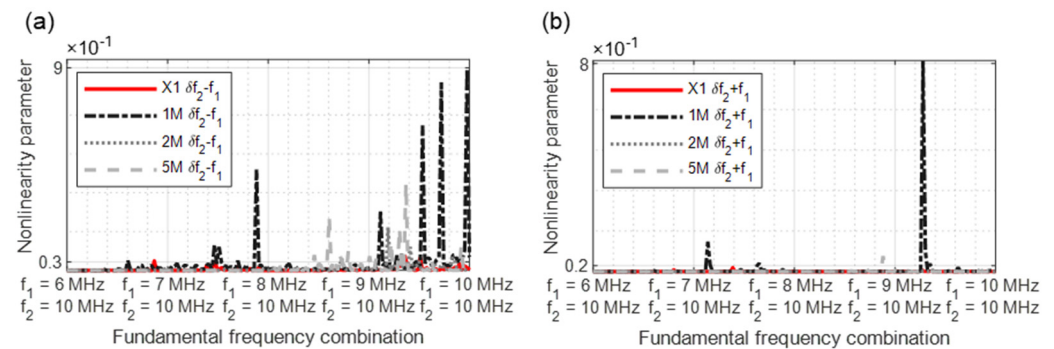 (a)
×10⁻¹
9
0.3
Nonlinearity parameter
X1 δf₂-f₁
1M δf₂-f₁
2M δf₂-f₁
5M δf₂-f₁
f₁ = 6 MHz f₁ = 7 MHz f₁ = 8 MHz f₁ = 9 MHz f₁ = 10 MHz
f₂ = 10 MHz f₂ = 10 MHz f₂ = 10 MHz f₂ = 10 MHz f₂ = 10 MHz
Fundamental frequency combination
(b)
×10⁻¹
8
0.2
Nonlinearity parameter
X1 δf₂+f₁
1M δf₂+f₁
2M δf₂+f₁
5M δf₂+f₁
f₁ = 6 MHz f₁ = 7 MHz f₁ = 8 MHz f₁ = 9 MHz f₁ = 10 MHz
f₂ = 10 MHz f₂ = 10 MHz f₂ = 10 MHz f₂ = 10 MHz f₂ = 10 MHz
Fundamental frequency combination